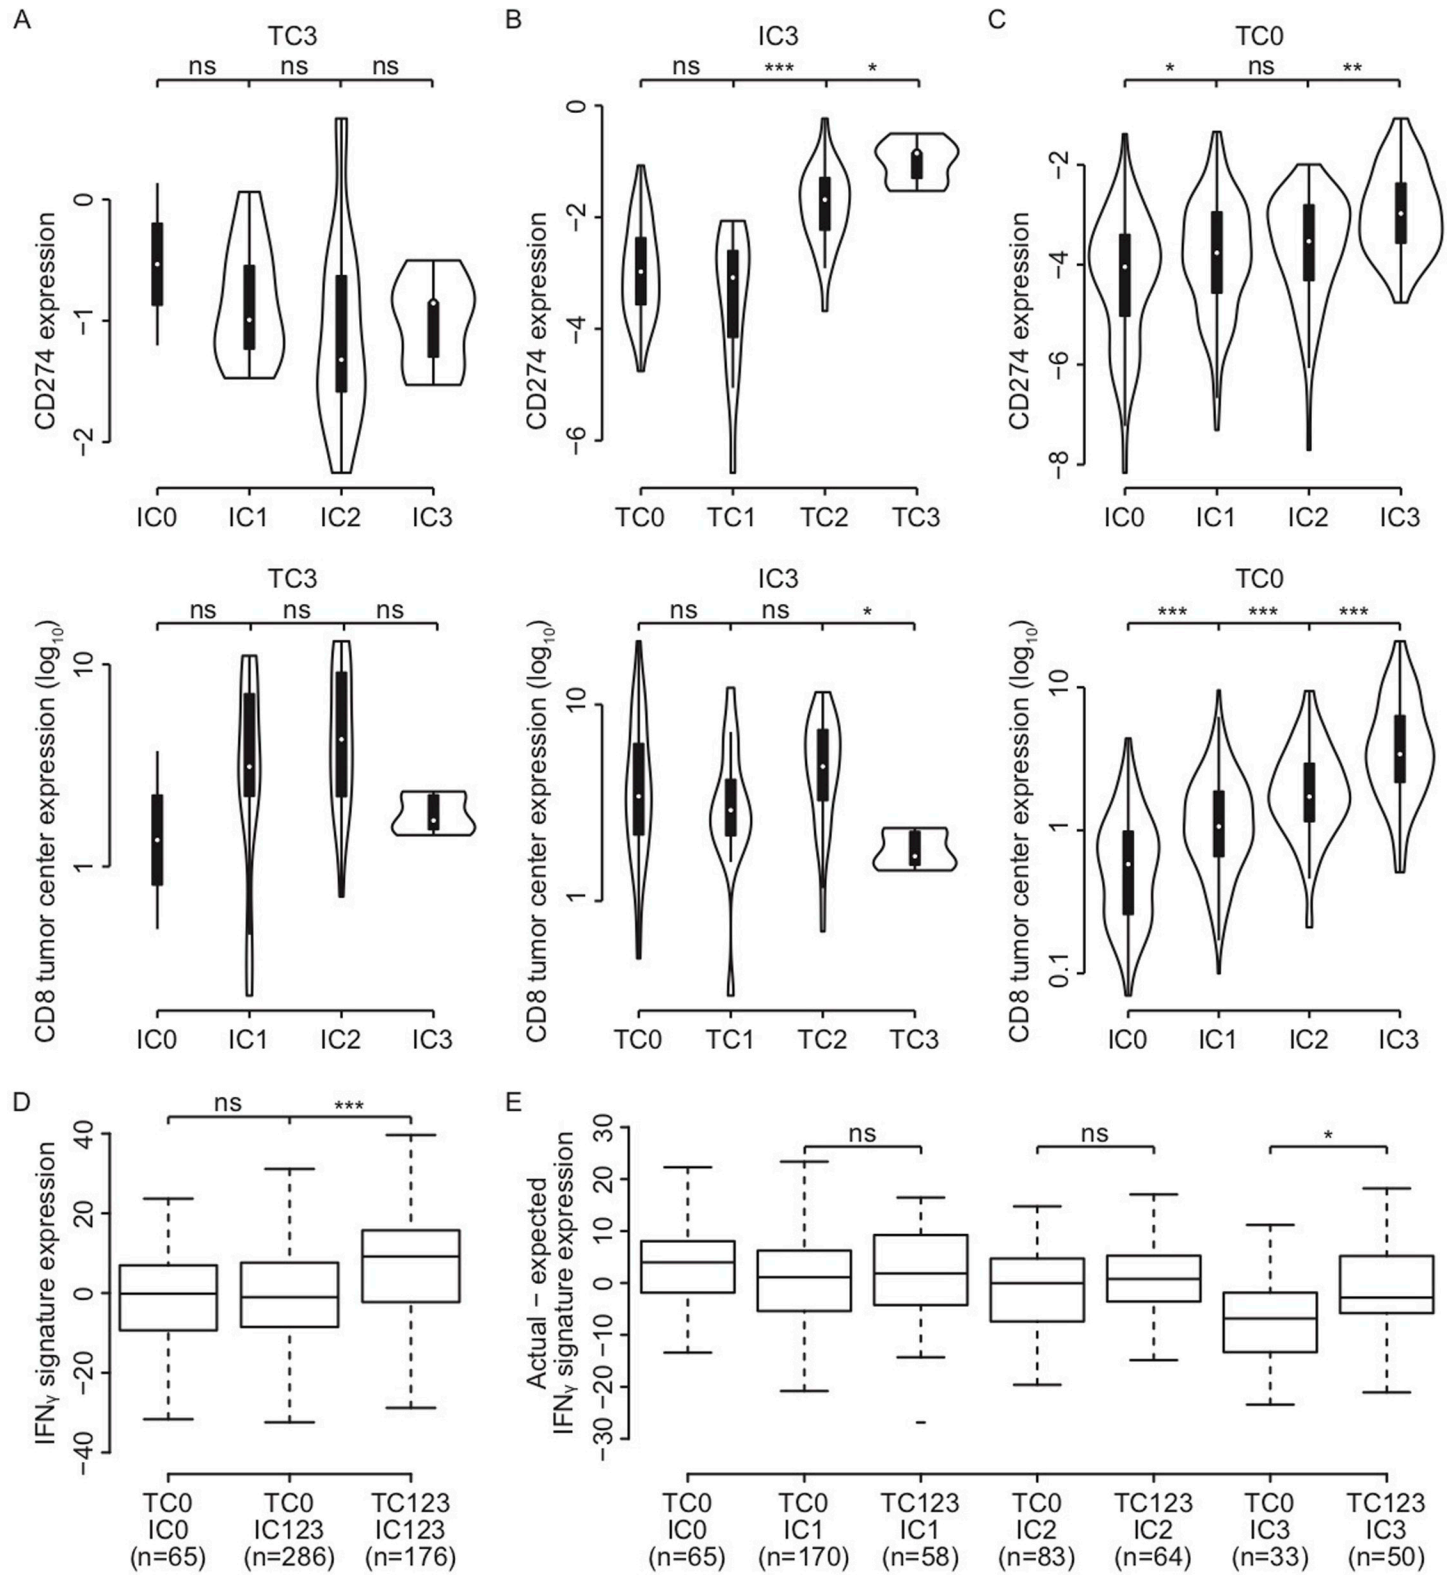 A
TC3
ns ns ns
CD274 expression
0
−1
−2
IC0 IC1 IC2 IC3
B
IC3
ns *** *
CD274 expression
0
−2
−4
−6
TC0 TC1 TC2 TC3
C
TC0
* ns **
CD274 expression
−2
−4
−6
−8
IC0 IC1 IC2 IC3
TC3
ns ns ns
CD8 tumor center expression (log10)
10
1
IC0 IC1 IC2 IC3
IC3
ns ns *
CD8 tumor center expression (log10)
10
1
TC0 TC1 TC2 TC3
TC0
*** *** ***
CD8 tumor center expression (log10)
10
1
0.1
IC0 IC1 IC2 IC3
D
ns ***
IFNγ signature expression
40
20
0
−20
−40
TC0 TC0 TC123
IC0 IC123 IC123
(n=65) (n=286) (n=176)
E
ns ns *
Actual − expected
IFNγ signature expression
30
20
10
0
−10
−20
−30
TC0 TC0 TC123 TC0 TC123 TC0 TC123
IC0 IC1 IC1 IC2 IC2 IC3 IC3
(n=65) (n=170) (n=58) (n=83) (n=64) (n=33) (n=50)